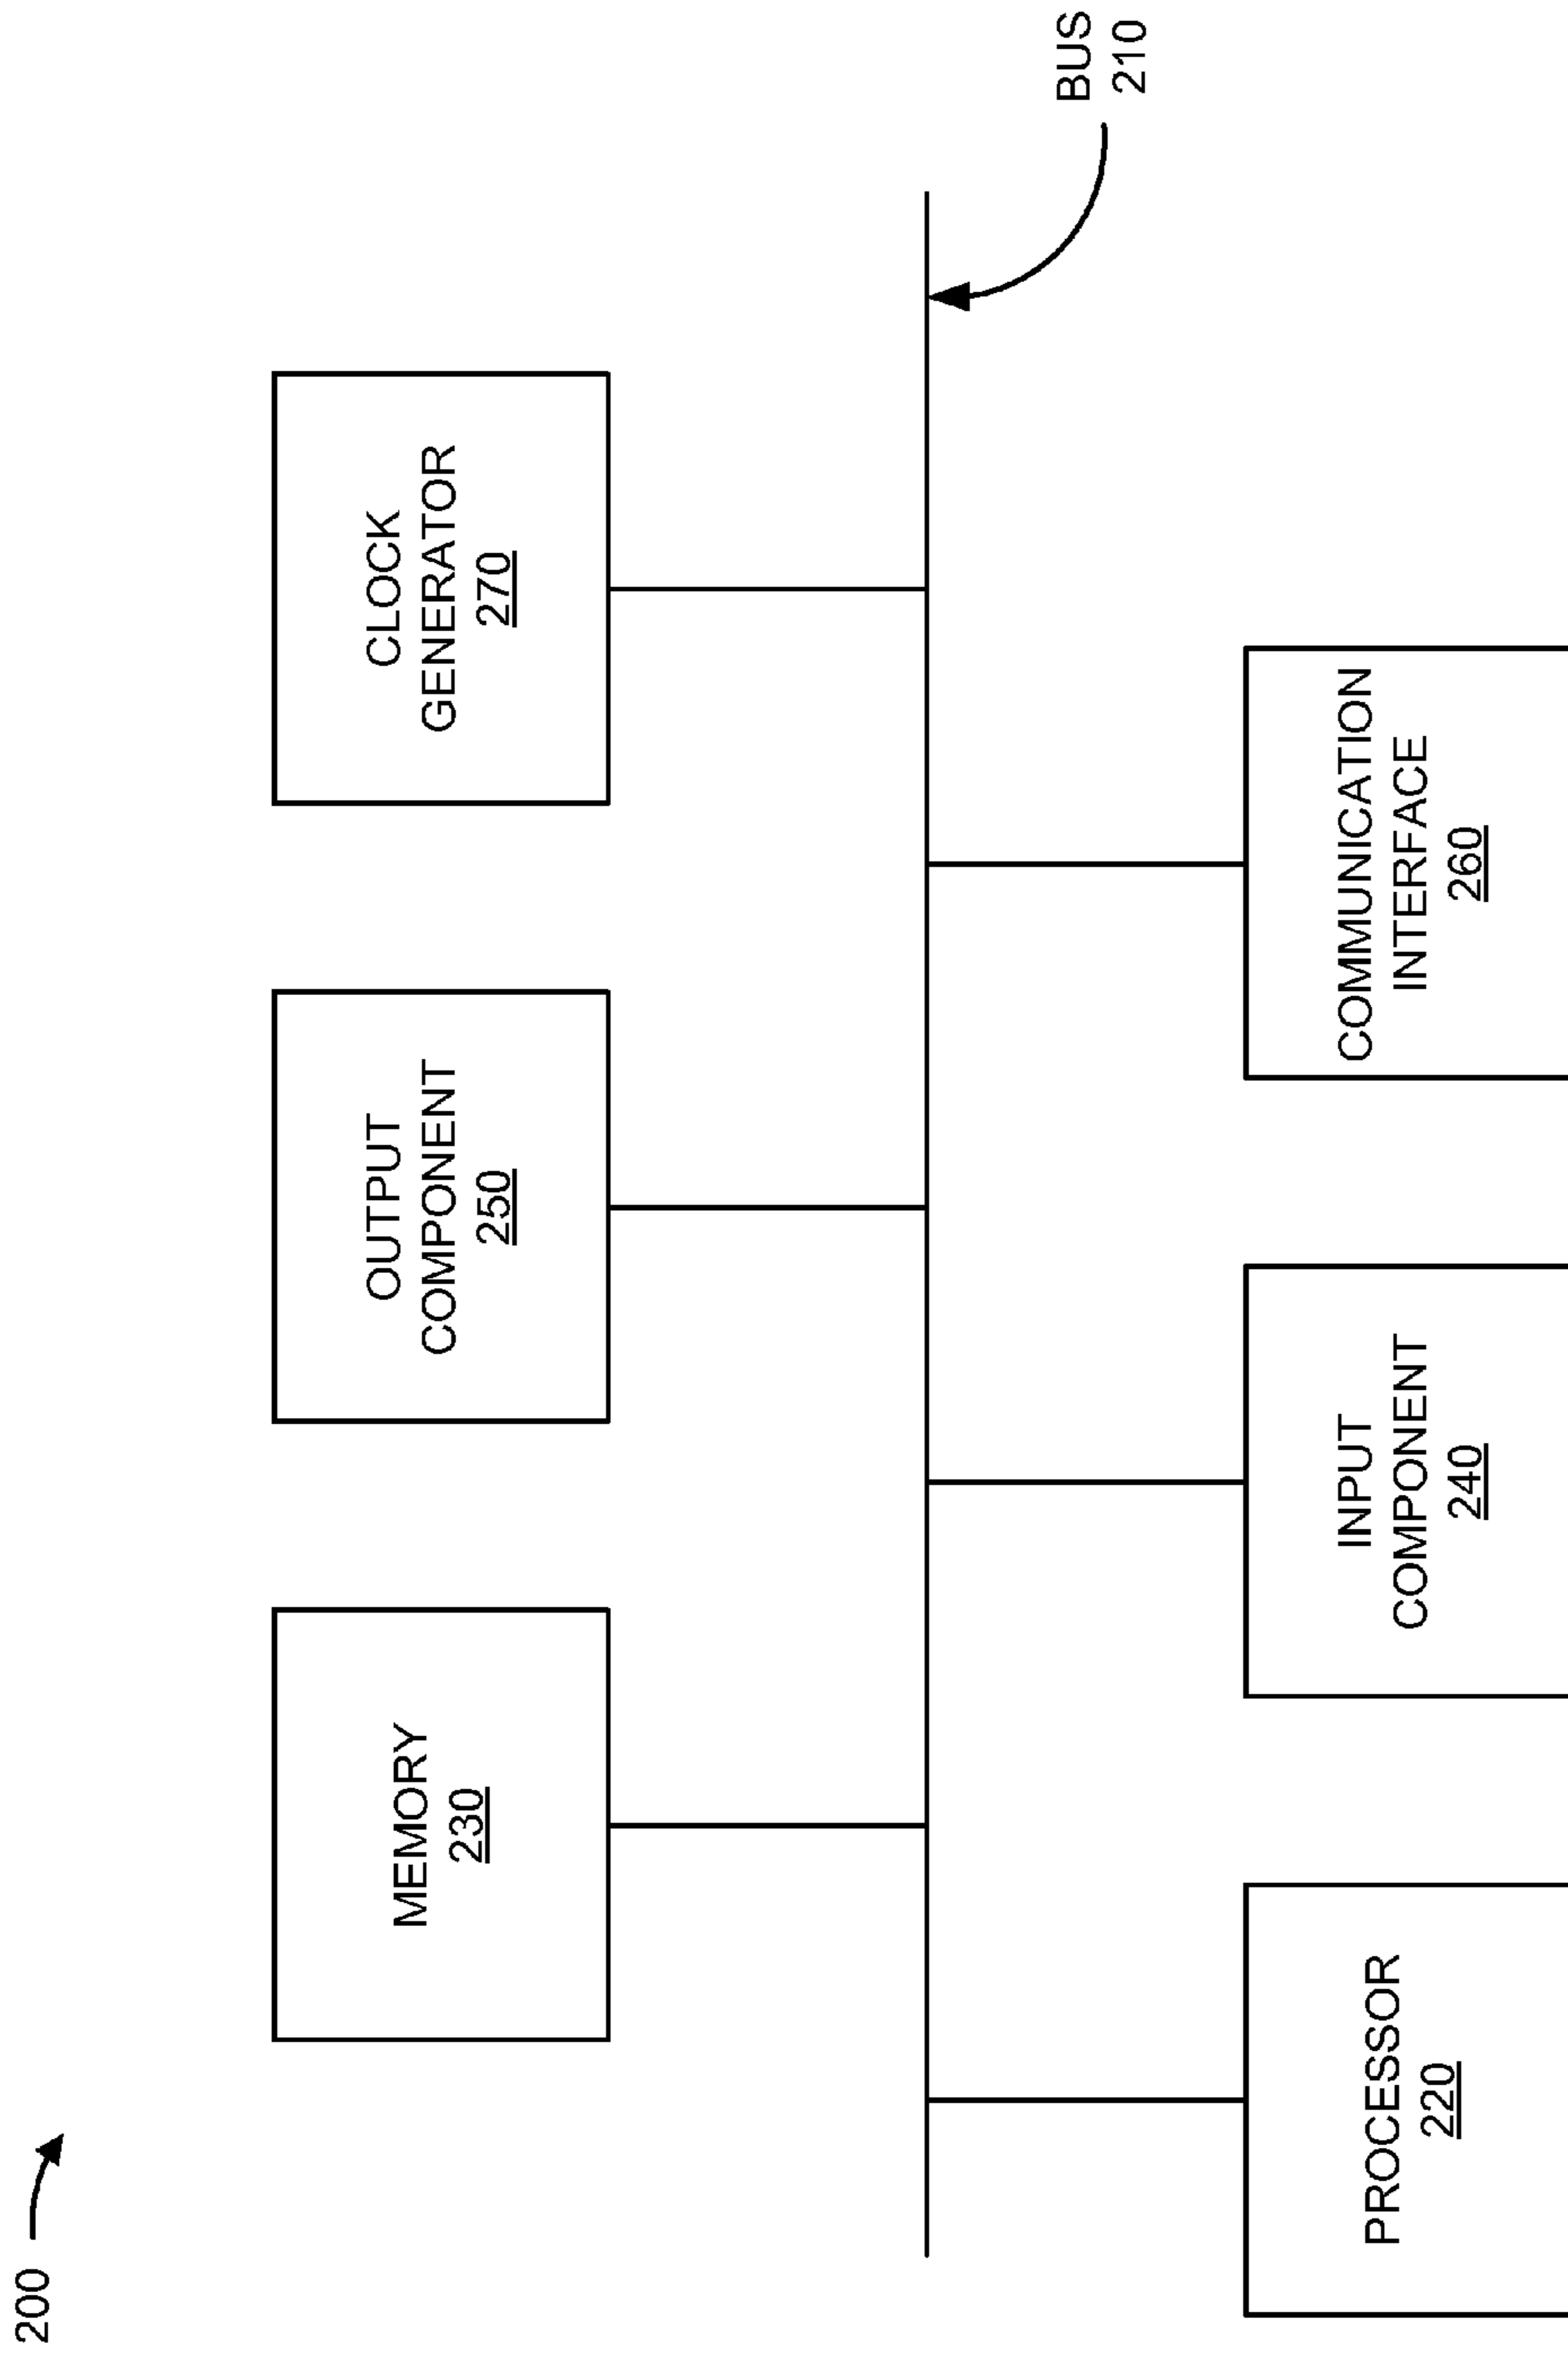 200
MEMORY
230
OUTPUT
COMPONENT
250
CLOCK
GENERATOR
270
BUS
210
PROCESSOR
220
INPUT
COMPONENT
240
COMMUNICATION
INTERFACE
260